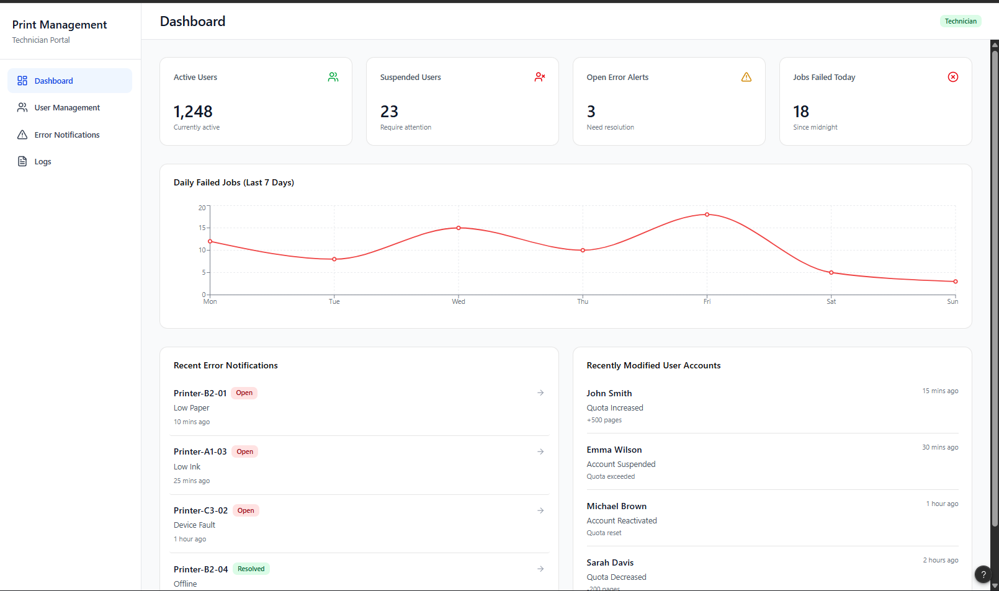 Print Management
Technician Portal
Dashboard
User Management
Error Notifications
Logs
Dashboard
Technician
Active Users
1,248
Currently active
Suspended Users
23
Require attention
Open Error Alerts
3
Need resolution
Jobs Failed Today
18
Since midnight
Daily Failed Jobs (Last 7 Days)
20
15
10
5
0
Mon Tue Wed Thu Fri Sat Sun
Recent Error Notifications
Printer-B2-01 Open
Low Paper
10 mins ago
Printer-A1-03 Open
Low Ink
25 mins ago
Printer-C3-02 Open
Device Fault
1 hour ago
Printer-B2-04 Resolved
Offline
Recently Modified User Accounts
John Smith 15 mins ago
Quota Increased
+500 pages
Emma Wilson 30 mins ago
Account Suspended
Quota exceeded
Michael Brown 1 hour ago
Account Reactivated
Quota reset
Sarah Davis 2 hours ago
Quota Decreased
-200 pages
?